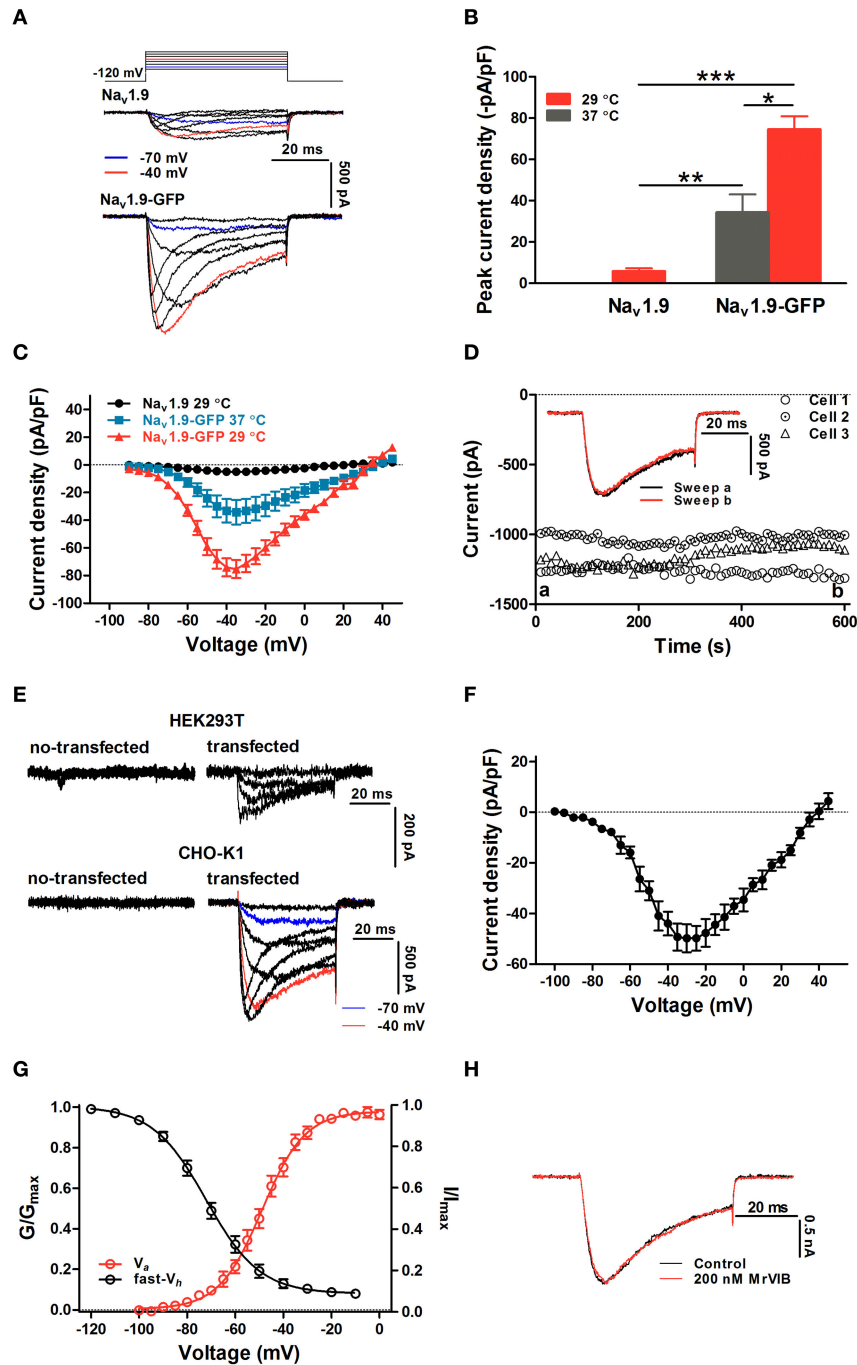 A
-120 mV
Nav1.9
20 ms
500 pA
-70 mV
-40 mV
Nav1.9-GFP
B
Peak curent density (-pA/pF)
100
80
60
40
20
0
29 °C
37 °C
***
*
**
Nav1.9
Nav1.9-GFP
C
Nav1.9 29 °C
Nav1.9-GFP 37 °C
Nav1.9-GFP 29 °C
Current density (pA/pF)
40
20
0
-20
-40
-60
-80
-100
-100 -80 -60 -40 -20 0 20 40
Voltage (mV)
D
Current (pA)
0
-500
-1000
-1500
Cell 1
Cell 2
Cell 3
20 ms
500 pA
Sweep a
Sweep b
a
b
0 200 400 600
Time (s)
E
HEK293T
no-transfected
transfected
20 ms
200 pA
CHO-K1
no-transfected
transfected
20 ms
500 pA
-70 mV
-40 mV
F
Current density (pA/pF)
20
0
-20
-40
-60
-100 -80 -60 -40 -20 0 20 40
Voltage (mV)
G
G/Gmax
1.0
0.8
0.6
0.4
0.2
0.0
Va
fast-Vh
1.0
0.8
0.6
0.4
0.2
0.0
I/Imax
-120 -100 -80 -60 -40 -20 0
Voltage (mV)
H
20 ms
0.5 nA
Control
200 nM MrVIB